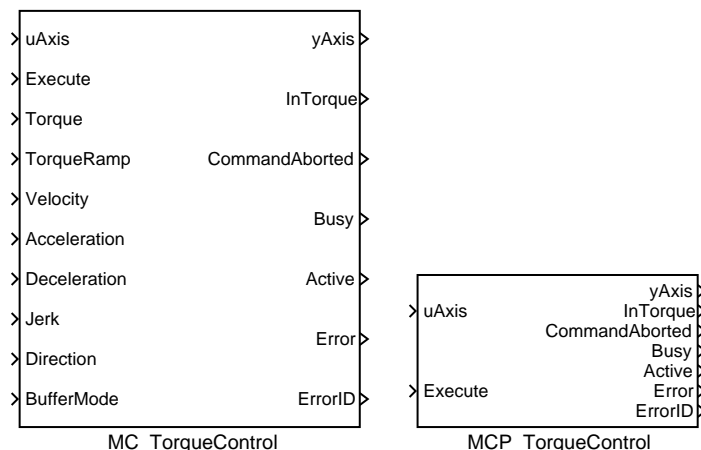 uAxis
Execute
Torque
TorqueRamp
Velocity
Acceleration
Deceleration
Jerk
Direction
BufferMode
yAxis
InTorque
CommandAborted
Busy
Active
Error
ErrorID
MC_TorqueControl
uAxis
Execute
yAxis
InTorque
CommandAborted
Busy
Active
Error
ErrorID
MCP_TorqueControl